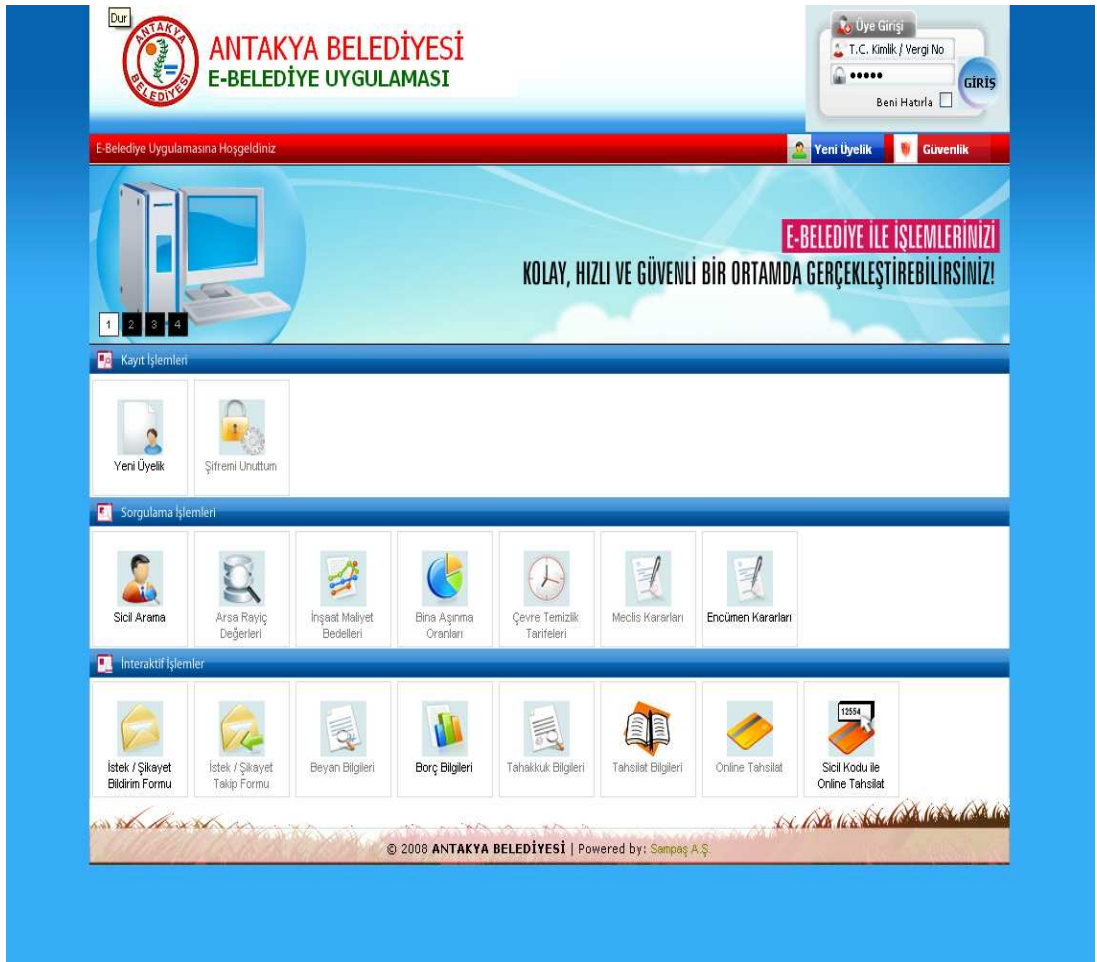 Dur
ANTAKYA BELEDİYESİ
ANTAKYA BELEDİYESİ
E-BELEDİYE UYGULAMASI
Üye Girişi
T.C. Kimlik / Vergi No
•••••
GİRİŞ
Beni Hatırla
E-Belediye Uygulamasına Hoşgeldiniz
Yeni Üyelik
Güvenlik
E-BELEDİYE İLE İŞLEMLERİNİZİ
KOLAY, HIZLI VE GÜVENLİ BİR ORTAMDA GERÇEKLEŞTİREBİLİRSİNİZ!
1 2 3 4
Kayıt İşlemleri
Yeni Üyelik
Şifremi Unuttum
Sorgulama İşlemleri
Sicil Arama
Arsa Rayiç
Değerleri
İnşaat Maliyet
Bedelleri
Bina Aşınma
Oranları
Çevre Temizlik
Tarifeleri
Meclis Kararları
Encümen Kararları
İnteraktif İşlemler
İstek / Şikayet
Bildirim Formu
İstek / Şikayet
Takip Formu
Beyan Bilgileri
Borç Bilgileri
Tahakkuk Bilgileri
Tahsilat Bilgileri
Online Tahsilat
12554
Sicil Kodu ile
Online Tahsilat
© 2008 ANTAKYA BELEDİYESİ | Powered by: Sampaş A.Ş.